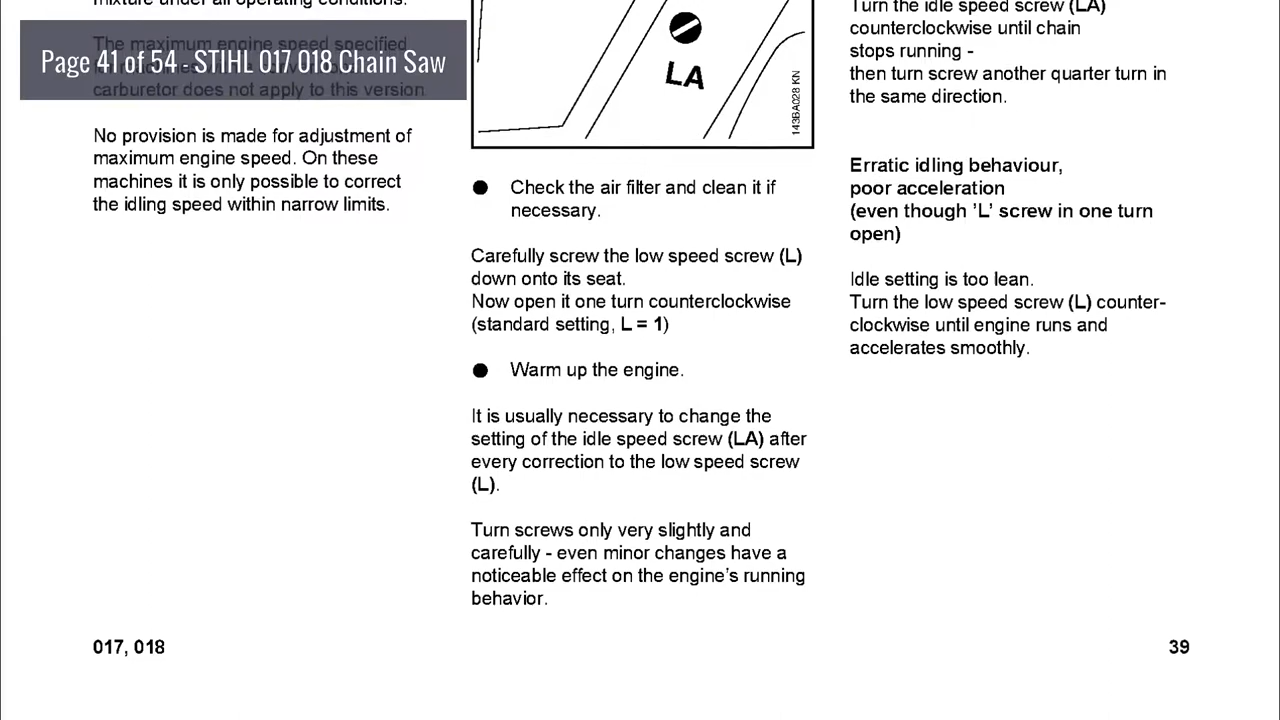 mixture under all operating conditions.
The maximum engine speed specified
Page 41 of 54 - STIHL 017 018 Chain Saw
carburetor does not apply to this version
No provision is made for adjustment of
maximum engine speed. On these
machines it is only possible to correct
the idling speed within narrow limits.
LA
143BA028 KN
● Check the air filter and clean it if
necessary.
Carefully screw the low speed screw (L)
down onto its seat.
Now open it one turn counterclockwise
(standard setting, L = 1)
● Warm up the engine.
It is usually necessary to change the
setting of the idle speed screw (LA) after
every correction to the low speed screw
(L).
Turn screws only very slightly and
carefully - even minor changes have a
noticeable effect on the engine's running
behavior.
Turn the idle speed screw (LA)
counterclockwise until chain
stops running -
then turn screw another quarter turn in
the same direction.
Erratic idling behaviour,
poor acceleration
(even though 'L' screw in one turn
open)
Idle setting is too lean.
Turn the low speed screw (L) counter-
clockwise until engine runs and
accelerates smoothly.
017, 018
39